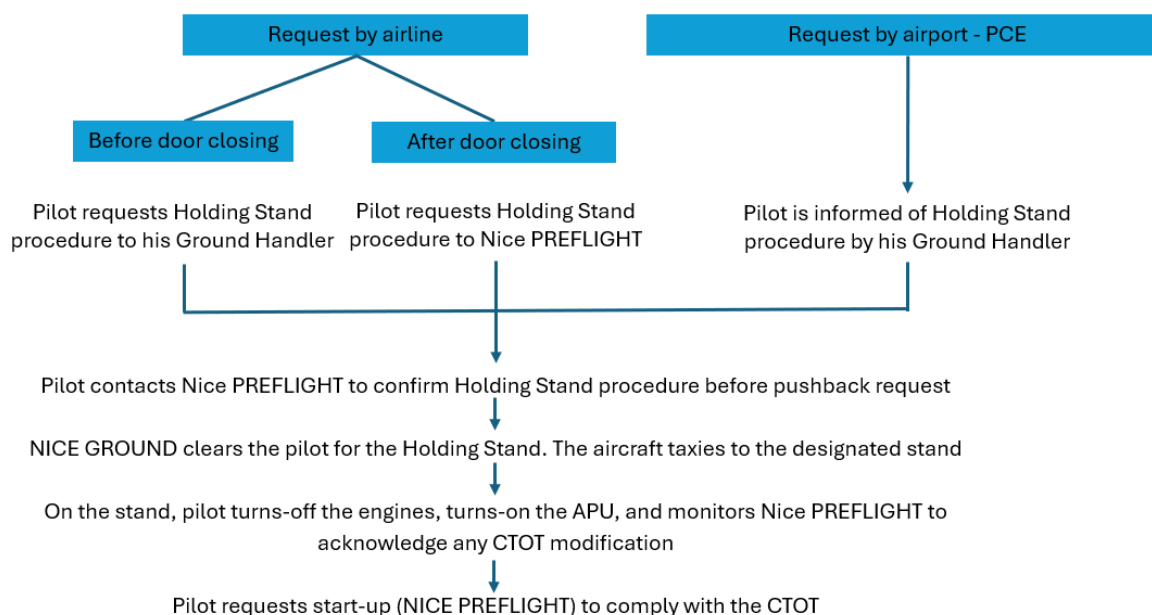 Request by airline
Request by airport - PCE
Before door closing
After door closing
Pilot requests Holding Stand
procedure to his Ground Handler
Pilot requests Holding Stand
procedure to Nice PREFLIGHT
Pilot is informed of Holding Stand
procedure by his Ground Handler
Pilot contacts Nice PREFLIGHT to confirm Holding Stand procedure before pushback request
NICE GROUND clears the pilot for the Holding Stand. The aircraft taxies to the designated stand
On the stand, pilot turns-off the engines, turns-on the APU, and monitors Nice PREFLIGHT to
acknowledge any CTOT modification
Pilot requests start-up (NICE PREFLIGHT) to comply with the CTOT